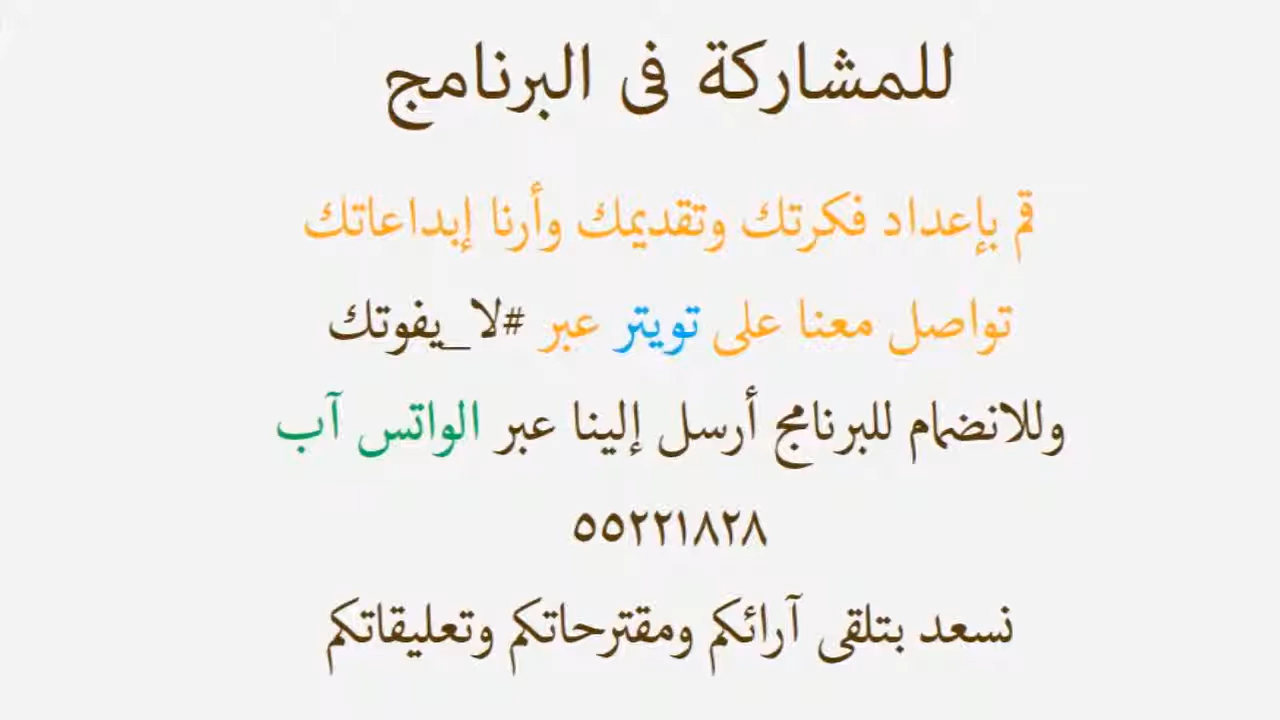 للمشاركة فى البرنامج
قم بإعداد فكرتك وتقديمك وأرنا إبداعاتك
تواصل معنا على تويتر عبر #لا_يفوتك
وللانضمام للبرنامج أرسل إلينا عبر الواتس آب
٥٥٢٢١٨٢٨
نسعد بتلقى آرائكم ومقترحاتكم وتعليقاتكم